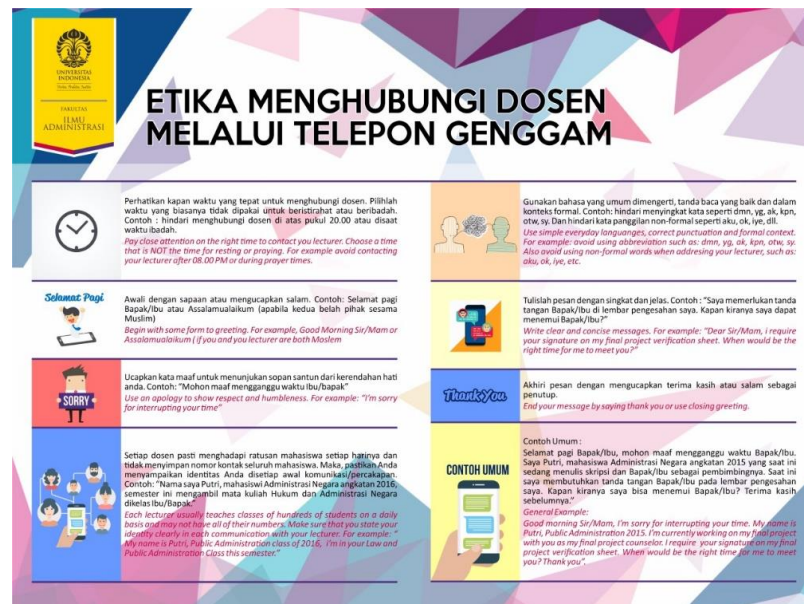 UNIVERSITAS
INDONESIA
Veritas, Probitas, Iustitia
FAKULTAS
ILMU
ADMINISTRASI
ETIKA MENGHUBUNGI DOSEN
MELALUI TELEPON GENGGAM
Perhatikan kapan waktu yang tepat untuk menghubungi dosen. Pilihlah
waktu yang biasanya tidak dipakai untuk beristirahat atau beribadah.
Contoh : hindari menghubungi dosen di atas pukul 20.00 atau disaat
waktu ibadah.
Pay close attention on the right time to contact you lecturer. Choose a time
that is NOT the time for resting or praying. For example avoid contacting
your lecturer after 08.00 PM or during prayer times.
Selamat Pagi
Awali dengan sapaan atau mengucapkan salam. Contoh: Selamat pagi
Bapak/Ibu atau Assalamualaikum (apabila kedua belah pihak sesama
Muslim)
Begin with some form to greeting. For example, Good Morning Sir/Mam or
Assalamoalaikum ( if you and you lecturer are both Moslem
SORRY
Ucapkan kata maaf untuk menunjukan sopan santun dari kerendahan hati
anda. Contoh: “Mohon maaf mengganggu waktu Ibu/bapak”
Use an apology to show respect and humbleness. For example: “I'm sorry
for interrupting your time”
Setiap dosen pasti menghadapi ratusan mahasiswa setiap harinya dan
tidak menyimpan nomor kontak seluruh mahasiswa. Maka, pastikan Anda
menyampaikan identitas Anda disetiap awal komunikasi/percakapan.
Contoh: “Nama saya Putri, mahasiswi Administrasi Negara angkatan 2016,
semester ini mengambil mata kuliah Hukum dan Administrasi Negara
dikelas Ibu/Bapak.”
Each lecturer usually teaches classes of hundreds of students on a daily
basis and may not have all of their numbers. Make sure that you state your
identity clearly in each communication with your lecturer. For example: “
My name is Putri, Public Administration class of 2016, I'm in your Law and
Public Administration Class this semester.”
Gunakan bahasa yang umum dimengerti, tanda baca yang baik dan dalam
konteks formal. Contoh: hindari menyingkat kata seperti dmn, yg, ak, kpn,
otw, sy. Dan hindari kata panggilan non-formal seperti aku, ok, iye, dll.
Use simple everyday languanges, correct punctuation and formal context.
For example: avoid using abbreviation such as: dmn, yg, ak, kpn, otw, sy.
Also avoid using non-formal words when addresing your lecturer, such as:
aku, ok, iye, etc.
Tulislah pesan dengan singkat dan jelas. Contoh : “Saya memerlukan tanda
tangan Bapak/Ibu di lembar pengesahan saya. Kapan kiranya saya dapat
menemui Bapak/Ibu?”
Write clear and concise messages. For example: “Dear Sir/Mam, i require
your signature on my final project verification sheet. When would be the
right time for me to meet you?”
Thank You
Akhiri pesan dengan mengucapkan terima kasih atau salam sebagai
penutup.
End your message by saying thank you or use closing greeting.
CONTOH UMUM
Contoh Umum :
Selamat pagi Bapak/Ibu, mohon maaf mengganggu waktu Bapak/Ibu.
Saya Putri, mahasiswa Administrasi Negara angkatan 2015 yang saat ini
sedang menulis skripsi dan Bapak/Ibu sebagai pembimbingnya. Saat ini
saya membutuhkan tanda tangan Bapak/Ibu pada lembar pengesahan
saya. Kapan kiranya saya bisa menemui Bapak/Ibu? Terima kasih
sebelumnya.”
General Example:
Good morning Sir/Mam, I'm sorry for interrupting your time. My name is
Putri, Public Administration 2015. I'm currently working on my final project
with you as my final project counselor. I require your signature on my final
project verification sheet. When would be the right time for me to meet
you? Thank you”.